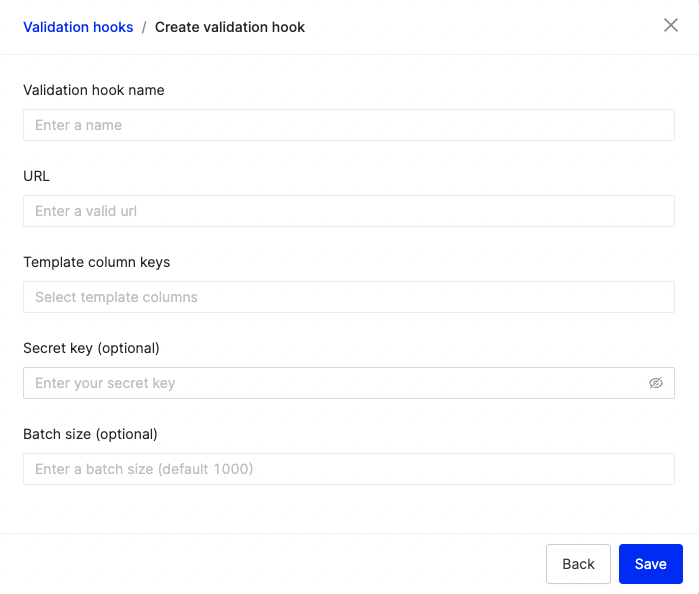 Validation hooks / Create validation hook
Validation hook name
Enter a name
URL
Enter a valid url
Template column keys
Select template columns
Secret key (optional)
Enter your secret key
Batch size (optional)
Enter a batch size (default 1000)
Back Save